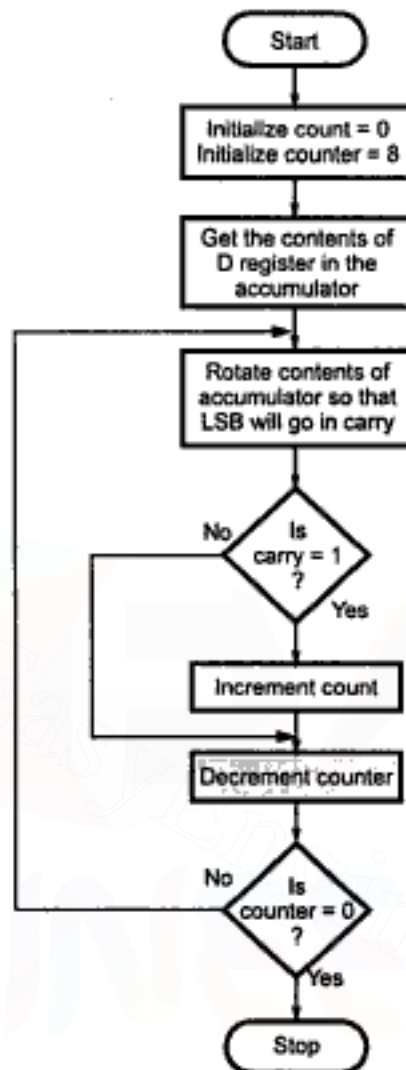 Start
Initialize count = 0
Initialize counter = 8
Get the contents of
D register in the
accumulator
Rotate contents of
accumulator so that
LSB will go in carry
No
Is
carry = 1
?
Yes
Increment count
Decrement counter
No
Is
counter = 0
?
Yes
Stop